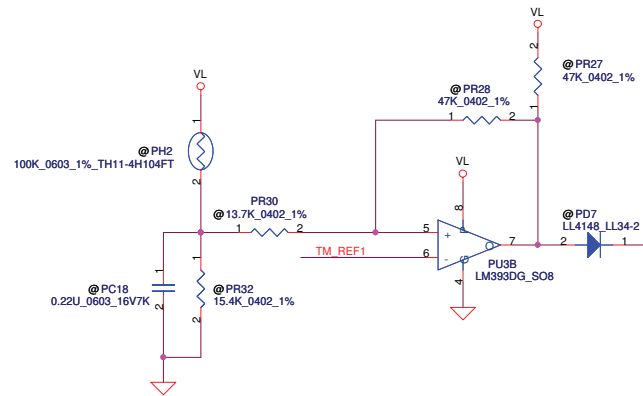 VL
2
@ PR27
47K_0402_1%
1
@ PR28
47K_0402_1%
1
2
VL
1
@ PH2
100K_0603_1%_TH11-4H104FT
2
VL
PR30
@ 13.7K_0402_1%
1
2
8
5
+
7
6
-
TM_REF1
4
PU3B
LM393DG_SO8
@ PD7
LL4148_LL34-2
2
1
1
@ PC18
0.22U_0603_16V7K
2
1
@ PR32
15.4K_0402_1%
2